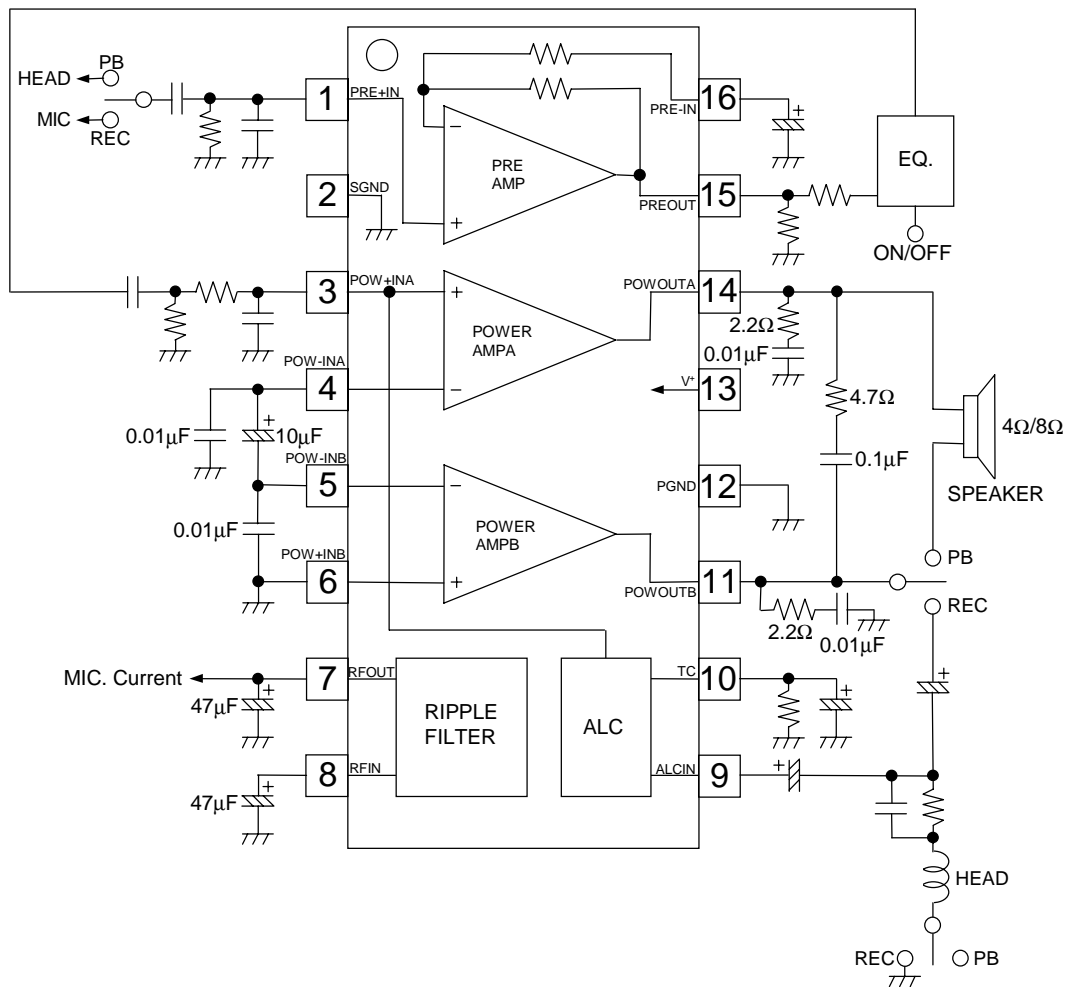 PB
HEAD
MIC
REC
1
PRE+IN
2
SGND
PRE
AMP
16
PRE-IN
15
PREOUT
EQ.
ON/OFF
3
POW+INA
POW-INA
4
POWER
AMPA
POWOUTA
14
2.2Ω
0.01µF
V+
13
4.7Ω
0.1µF
4Ω/8Ω
SPEAKER
0.01µF
10µF
POW-INB
5
0.01µF
POW+INB
6
POWER
AMPB
12
PGND
11
POWOUTB
2.2Ω
0.01µF
PB
REC
MIC. Current
7
RFOUT
47µF
8
RFIN
47µF
RIPPLE
FILTER
ALC
TC
10
ALCIN
9
HEAD
REC
PB